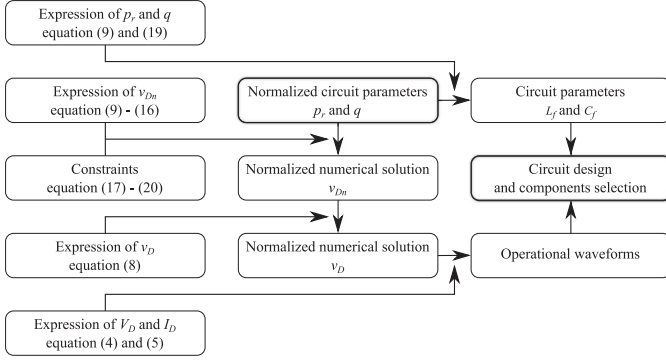 Expression of p_r and q
equation (9) and (19)
Expression of v_Dn
equation (9) - (16)
Normalized circuit parameters
p_r and q
Circuit parameters
L_f and C_f
Constraints
equation (17) - (20)
Normalized numerical solution
v_Dn
Circuit design
and components selection
Expression of v_D
equation (8)
Normalized numerical solution
v_D
Operational waveforms
Expression of V_D and I_D
equation (4) and (5)